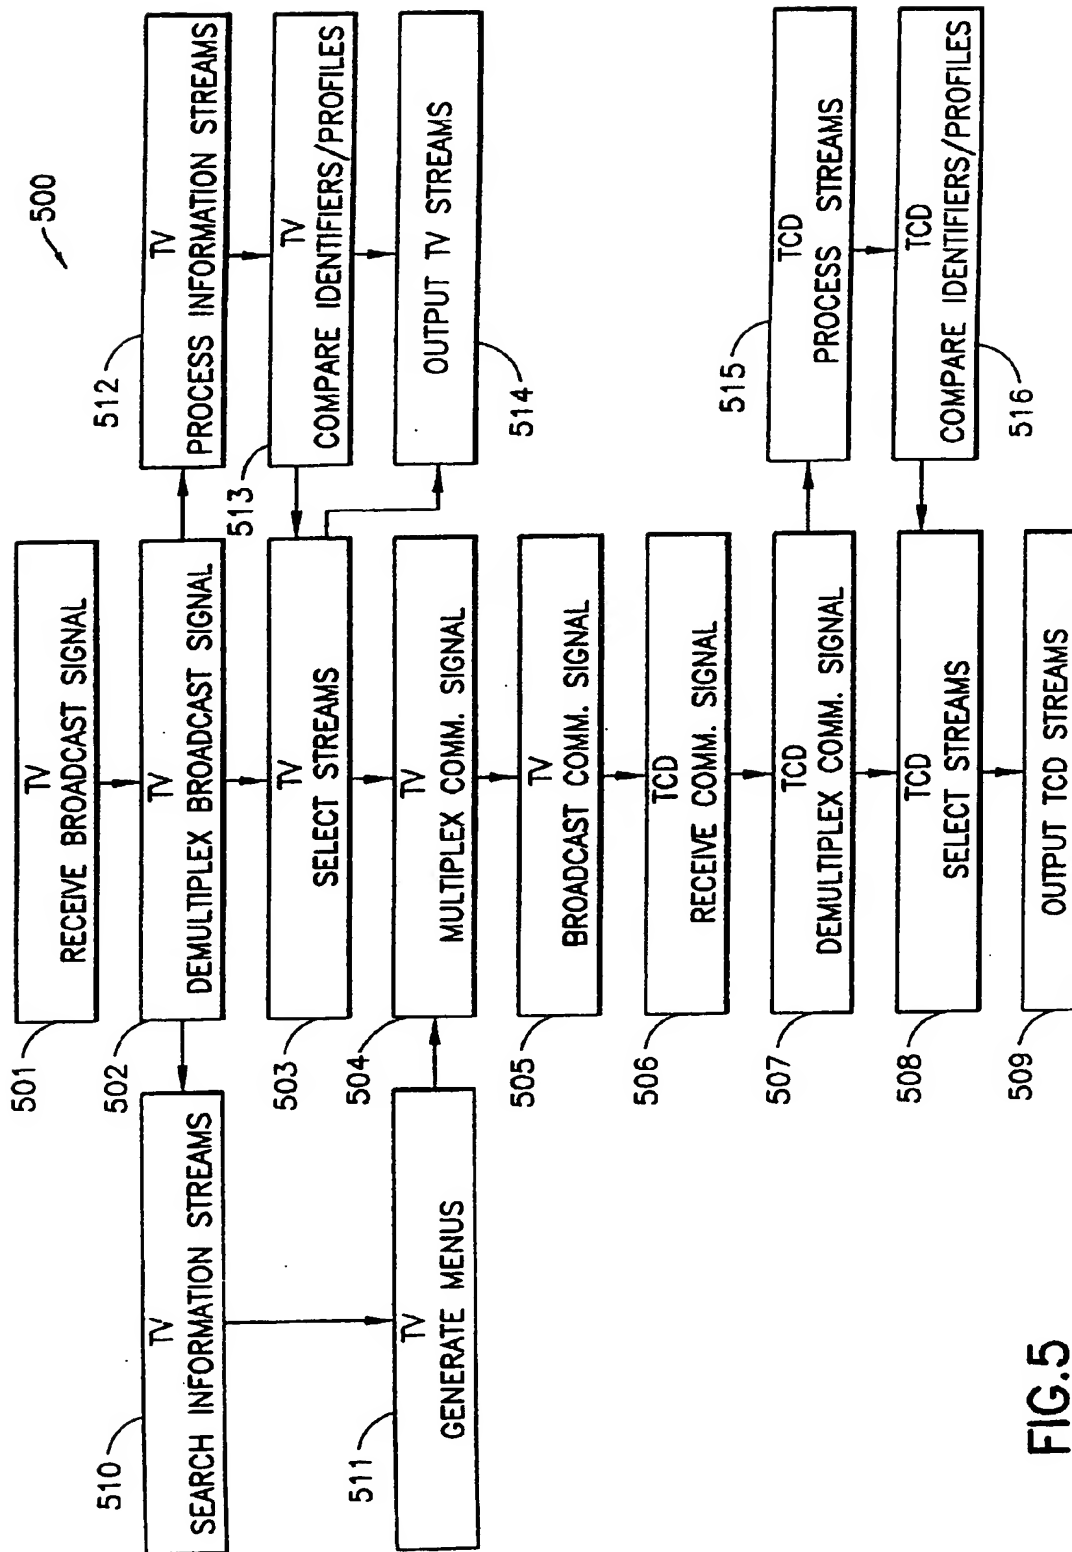 500
501
TV
RECEIVE BROADCAST SIGNAL
502
TV
DEMULTIPLEX BROADCAST SIGNAL
503
TV
SELECT STREAMS
504
TV
MULTIPLEX COMM. SIGNAL
505
TV
BROADCAST COMM. SIGNAL
506
TCD
RECEIVE COMM. SIGNAL
507
TCD
DEMULTIPLEX COMM. SIGNAL
508
TCD
SELECT STREAMS
509
OUTPUT TCD STREAMS
510
TV
SEARCH INFORMATION STREAMS
511
TV
GENERATE MENUS
512
TV
PROCESS INFORMATION STREAMS
513
TV
COMPARE IDENTIFIERS/PROFILES
OUTPUT TV STREAMS
514
515
TCD
PROCESS STREAMS
TCD
COMPARE IDENTIFIERS/PROFILES
516
FIG.5